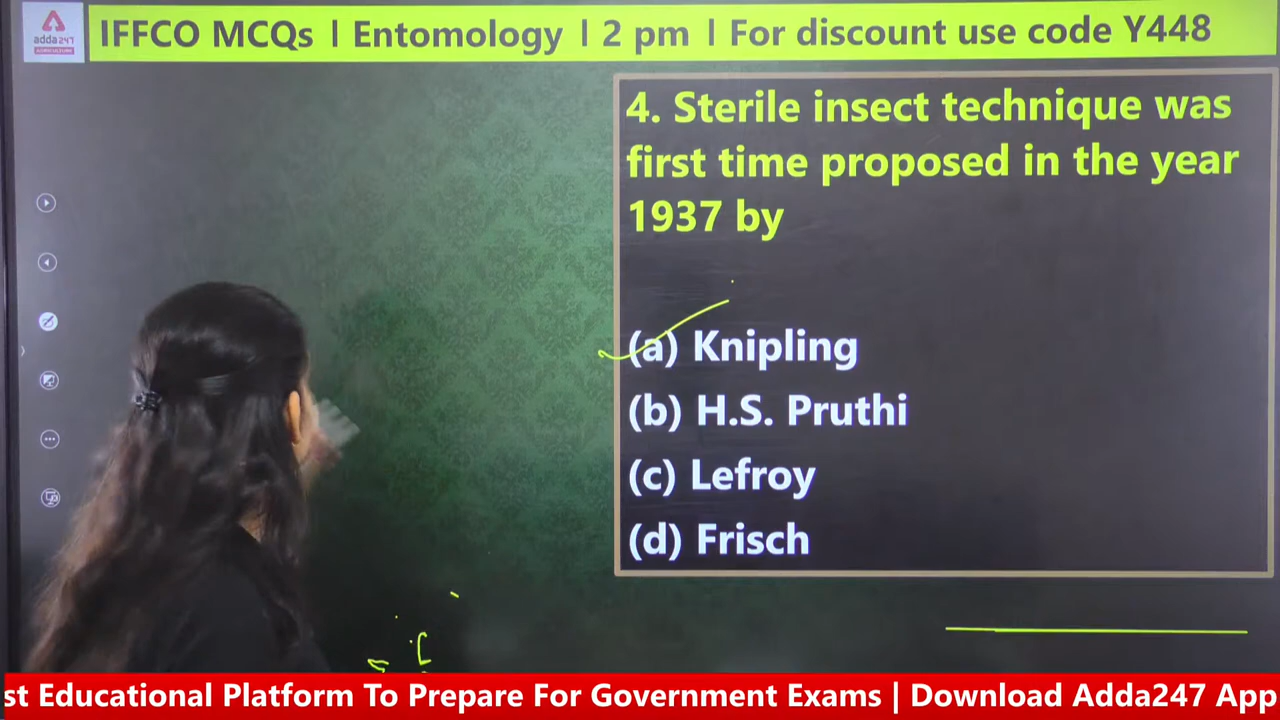 adda247
AGRICULTURE
IFFCO MCQs I Entomology I 2 pm I For discount use code Y448
4. Sterile insect technique was
first time proposed in the year
1937 by
(a) Knipling
(b) H.S. Pruthi
(c) Lefroy
(d) Frisch
st Educational Platform To Prepare For Government Exams | Download Adda247 App